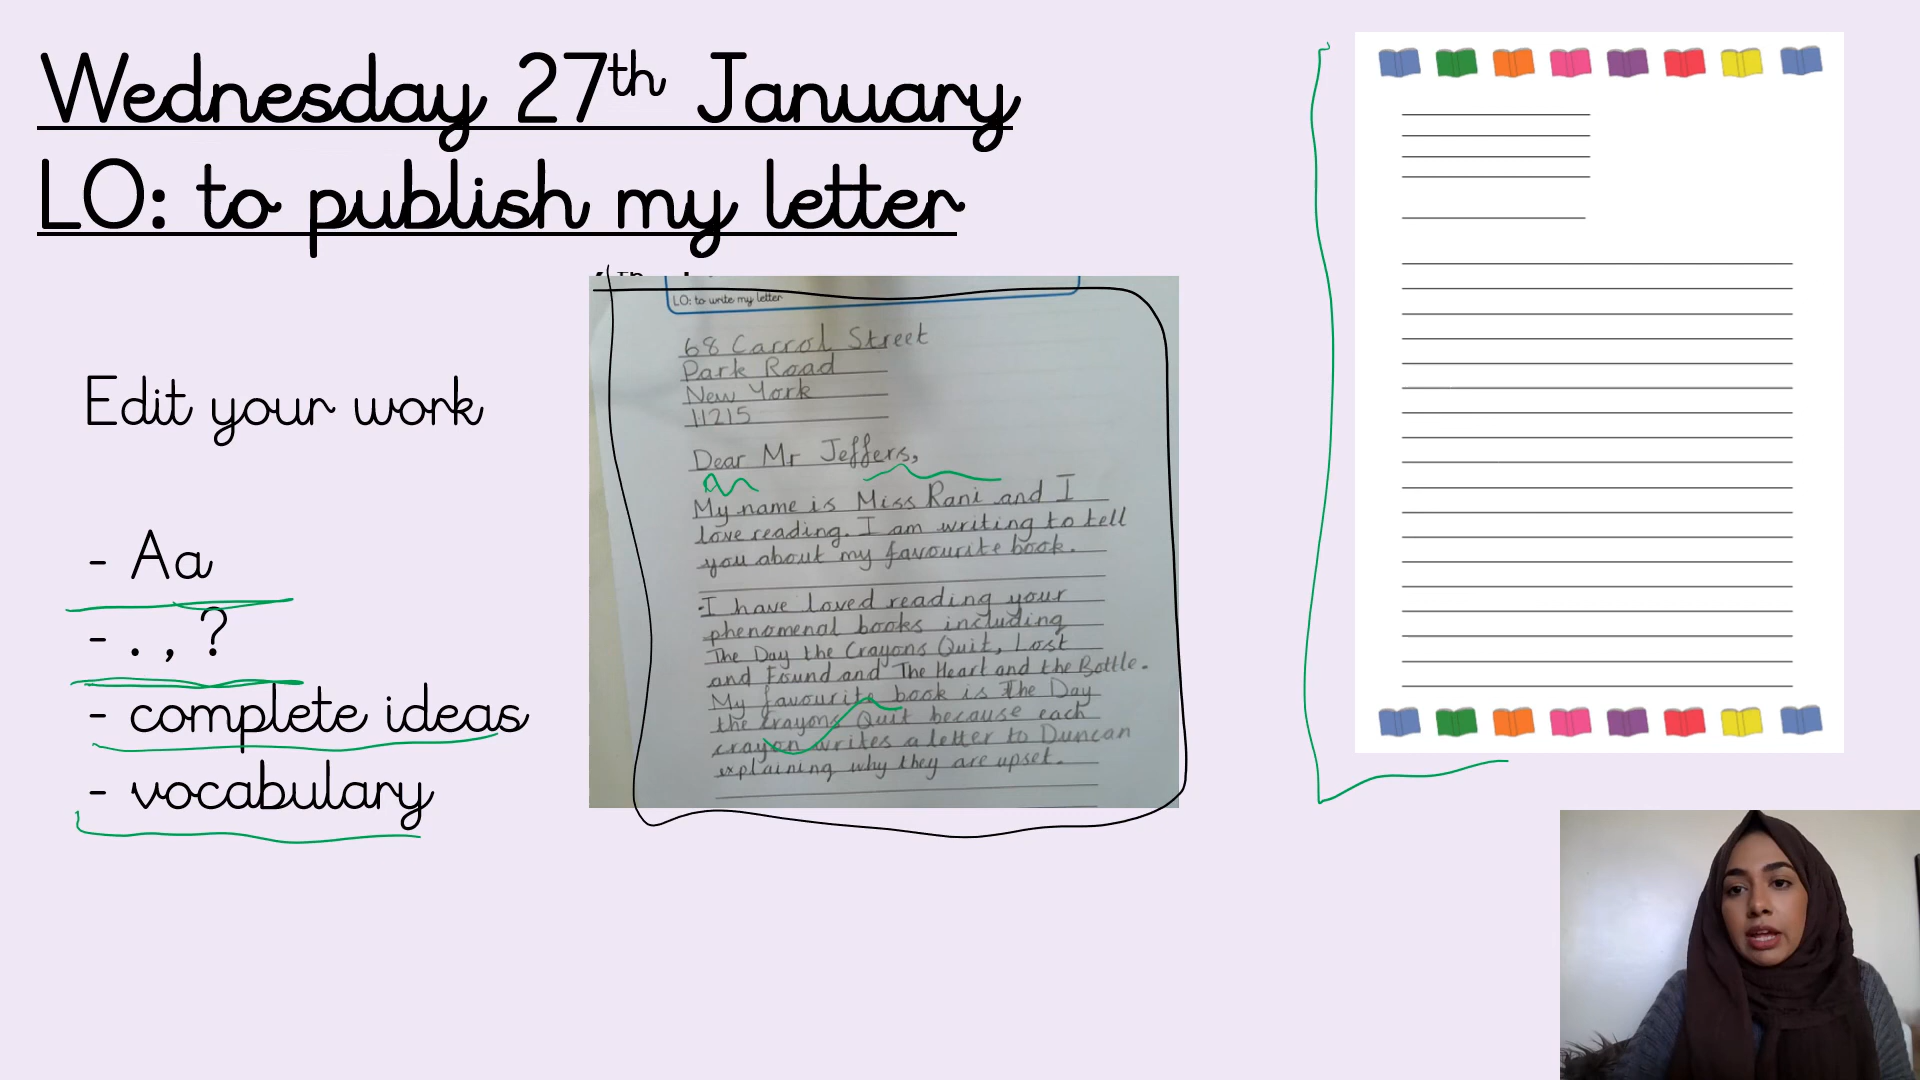 Wednesday 27th January
LO: to publish my letter
Edit your work
- Aa
- . , ?
- complete ideas
- vocabulary
LO: to write my letter
68 Carrol Street
Park Road
New York
11215
Dear Mr Jeffers,
My name is Miss Rani and I
love reading. I am writing to tell
you about my favourite book.
I have loved reading your
phenomenal books including
The Day the Crayons Quit, Lost
and Found and The Heart and the Bottle.
My favourite book is The Day
the Crayons Quit because each
crayon writes a letter to Duncan
explaining why they are upset.